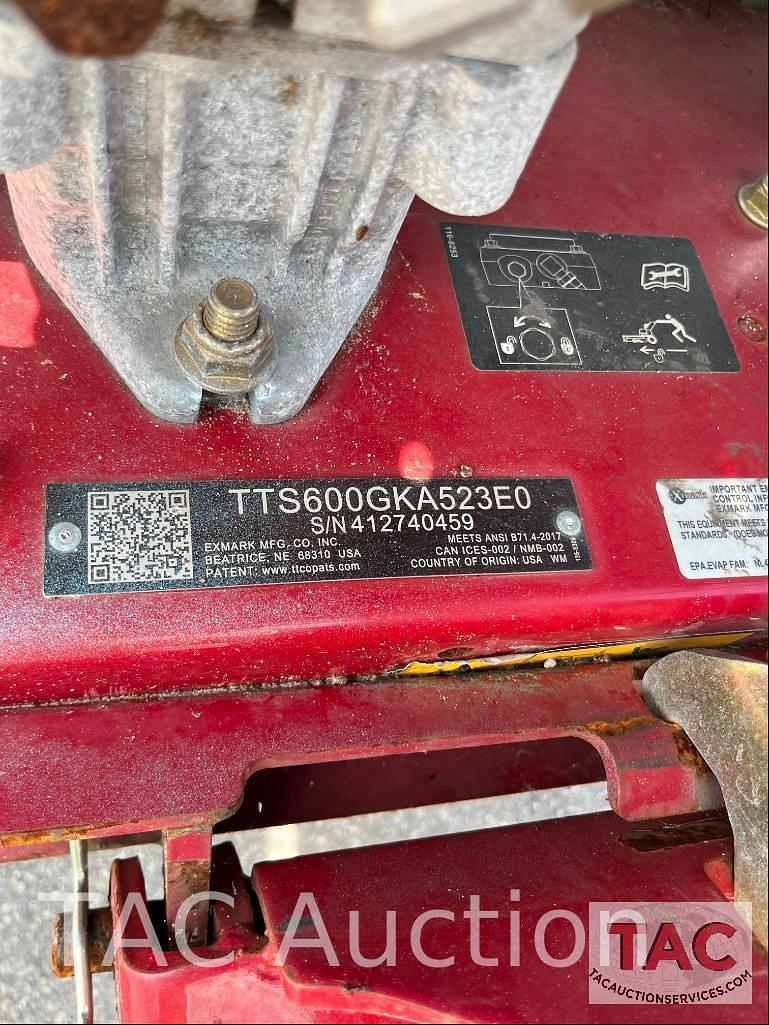 116-8253
TTS600GKA523E0
S/N 412740459
EXMARK MFG. CO. INC.
BEATRICE, NE 68310 USA
PATENT: www.ttcopats.com
MEETS ANSI B71.4-2017
CAN ICES-002 / NMB-002
COUNTRY OF ORIGIN: USA WM
IMPORTANT
CONTROL
EXMARK MFG
THIS EQUIPMENT MEETS
EPA EVAP FAM:
TAC Auction
TAC
TACAUCTIONSERVICES.COM